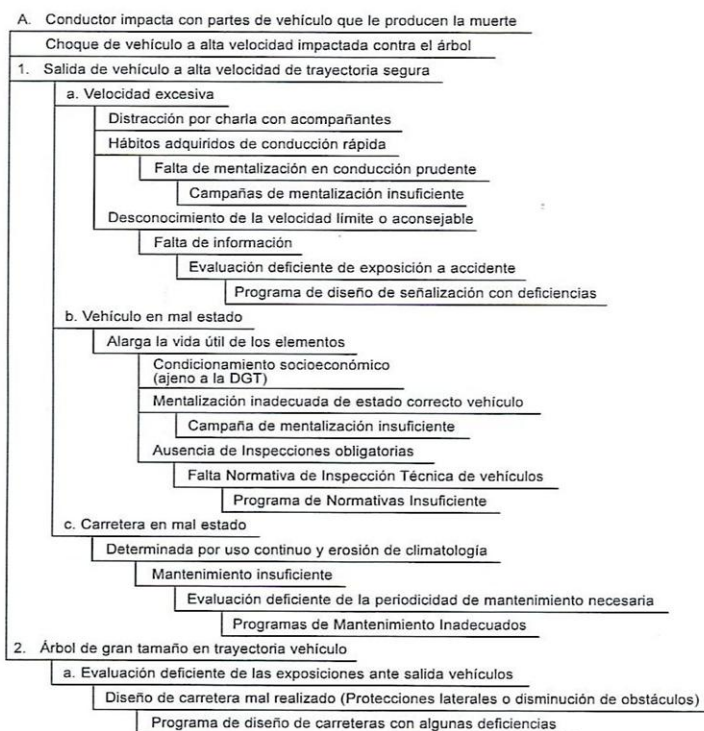 A. Conductor impacta con partes de vehículo que le producen la muerte
Choque de vehículo a alta velocidad impactada contra el árbol
1. Salida de vehículo a alta velocidad de trayectoria segura
a. Velocidad excesiva
Distracción por charla con acompañantes
Hábitos adquiridos de conducción rápida
Falta de mentalización en conducción prudente
Campañas de mentalización insuficiente
Desconocimiento de la velocidad límite o aconsejable
Falta de información
Evaluación deficiente de exposición a accidente
Programa de diseño de señalización con deficiencias
b. Vehículo en mal estado
Alarga la vida útil de los elementos
Condicionamiento socioeconómico
(ajeno a la DGT)
Mentalización inadecuada de estado correcto vehículo
Campaña de mentalización insuficiente
Ausencia de Inspecciones obligatorias
Falta Normativa de Inspección Técnica de vehículos
Programa de Normativas Insuficiente
c. Carretera en mal estado
Determinada por uso continuo y erosión de climatología
Mantenimiento insuficiente
Evaluación deficiente de la periodicidad de mantenimiento necesaria
Programas de Mantenimiento Inadecuados
2. Árbol de gran tamaño en trayectoria vehículo
a. Evaluación deficiente de las exposiciones ante salida vehículos
Diseño de carretera mal realizado (Protecciones laterales o disminución de obstáculos)
Programa de diseño de carreteras con algunas deficiencias